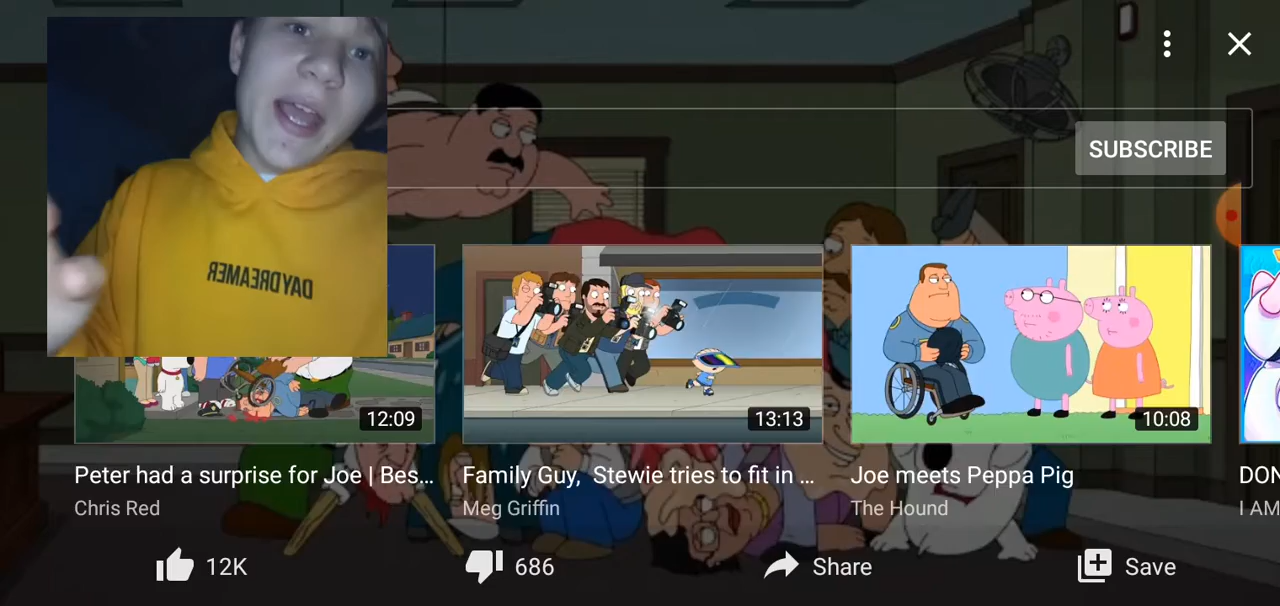 SUBSCRIBE
DAYDREAMER
12:09
13:13
10:08
Peter had a surprise for Joe | Bes...
Family Guy,  Stewie tries to fit in ...
Joe meets Peppa Pig
DON
Chris Red
Meg Griffin
The Hound
I AM
12K
686
Share
Save